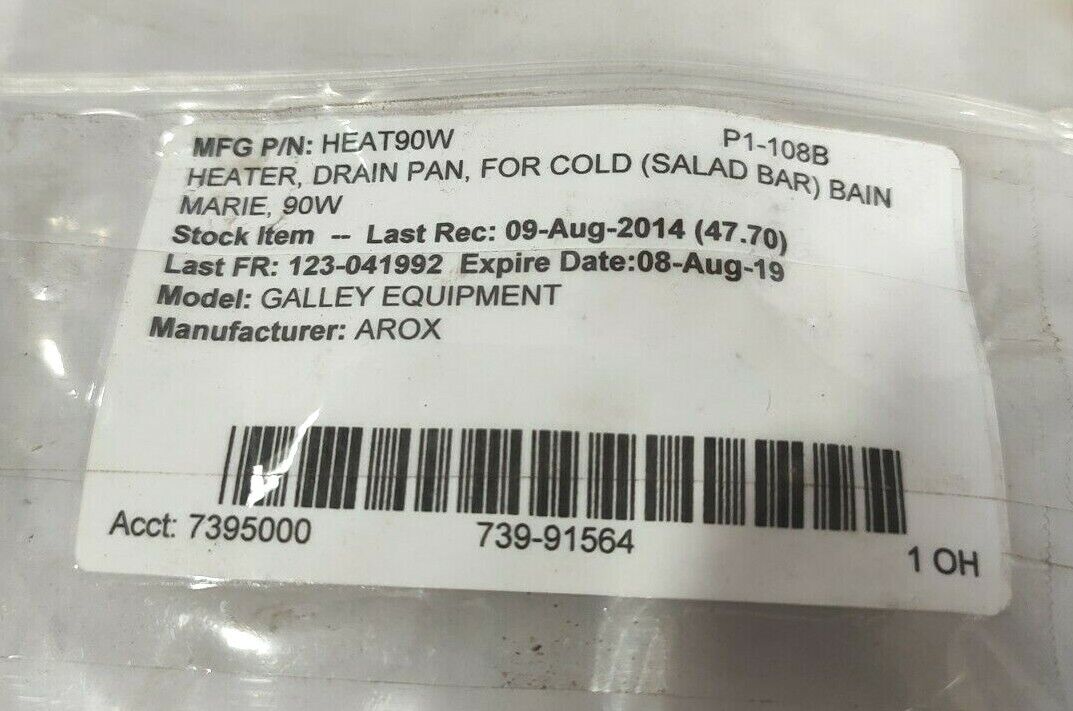 MFG P/N: HEAT90W P1-108B
HEATER, DRAIN PAN, FOR COLD (SALAD BAR) BAIN
MARIE, 90W
Stock Item -- Last Rec: 09-Aug-2014 (47.70)
Last FR: 123-041992 Expire Date:08-Aug-19
Model: GALLEY EQUIPMENT
Manufacturer: AROX
Acct: 7395000 739-91564 1 OH